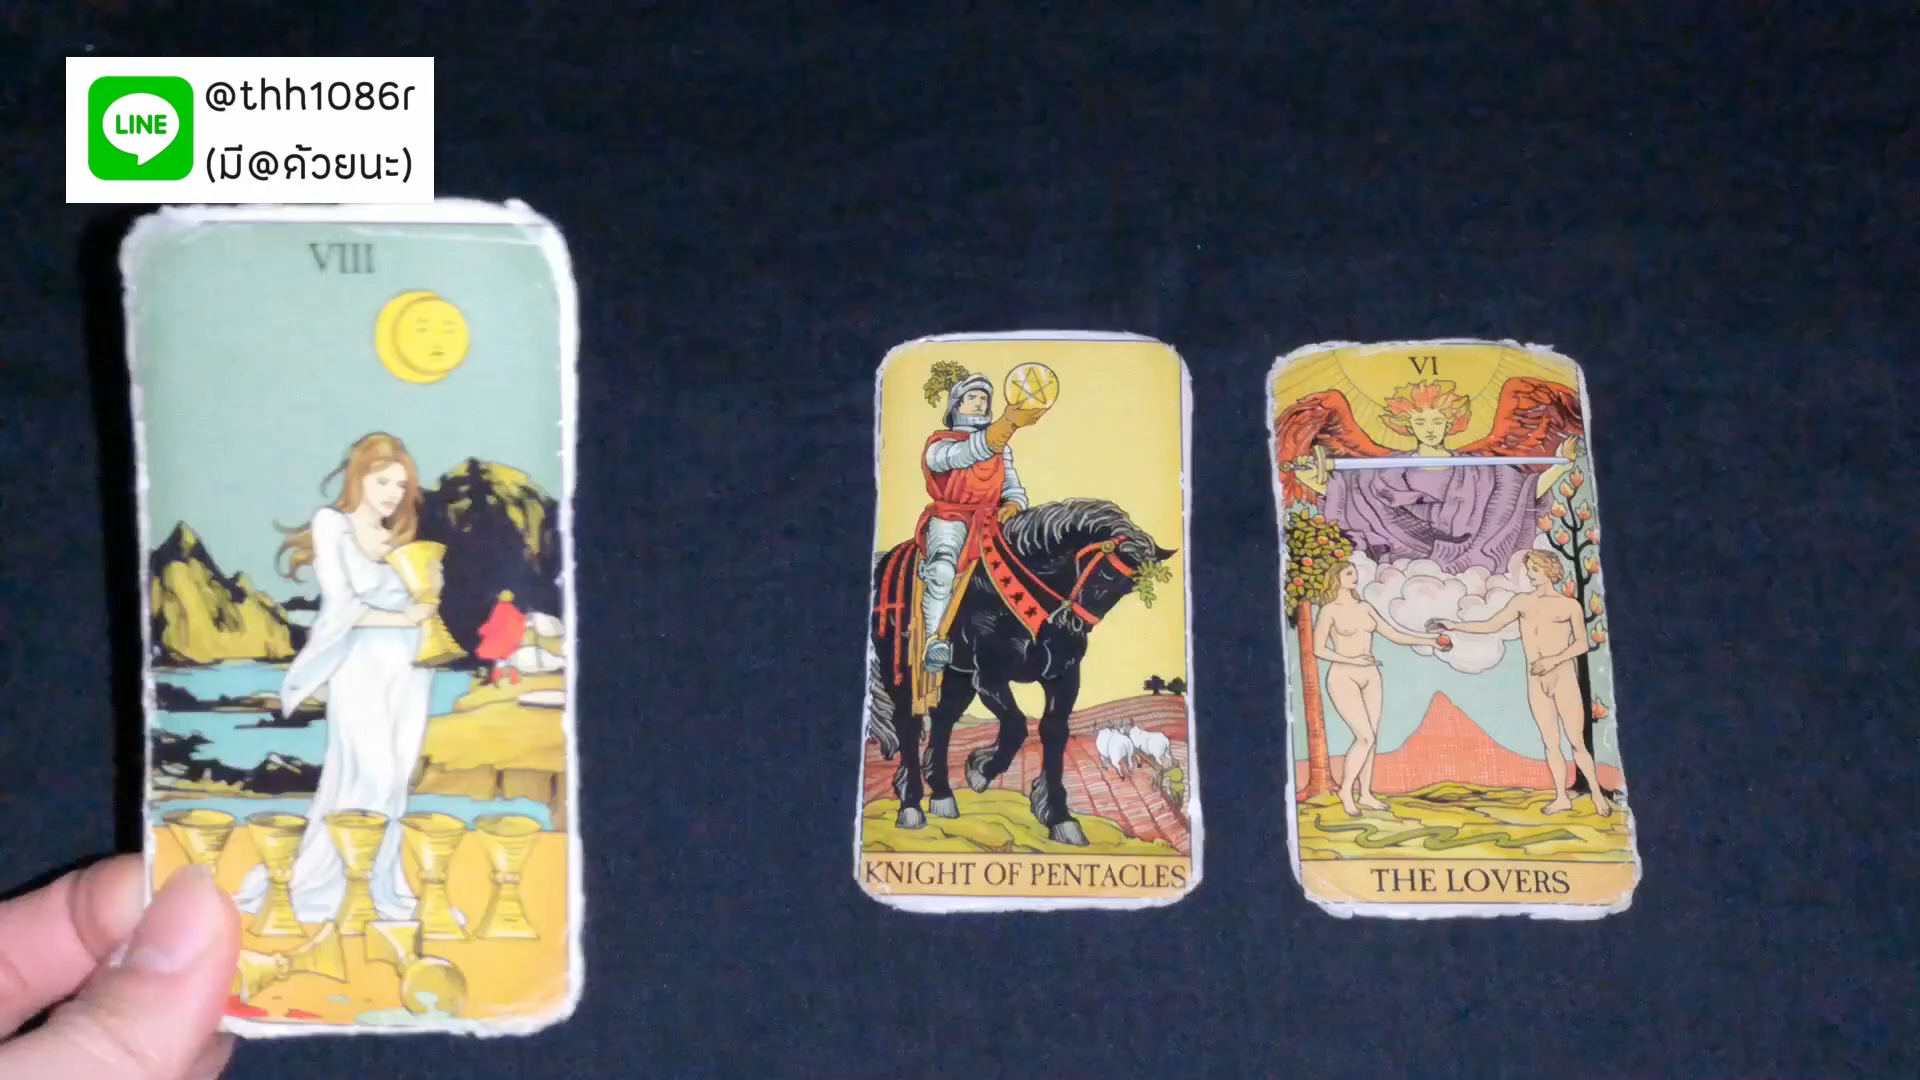 LINE
@thh1086r
(มี@ด้วยนะ)
VIII
VI
KNIGHT OF PENTACLES
THE LOVERS